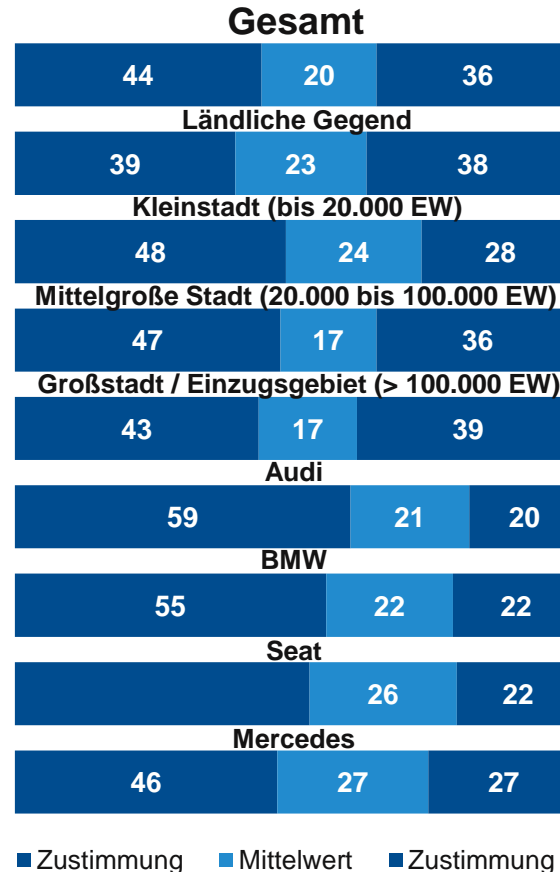 Gesamt
44 20 36
Ländliche Gegend
39 23 38
Kleinstadt (bis 20.000 EW)
48 24 28
Mittelgroße Stadt (20.000 bis 100.000 EW)
47 17 36
Großstadt / Einzugsgebiet (> 100.000 EW)
43 17 39
Audi
59 21 20
BMW
55 22 22
Seat
26 22
Mercedes
46 27 27
Zustimmung Mittelwert Zustimmung